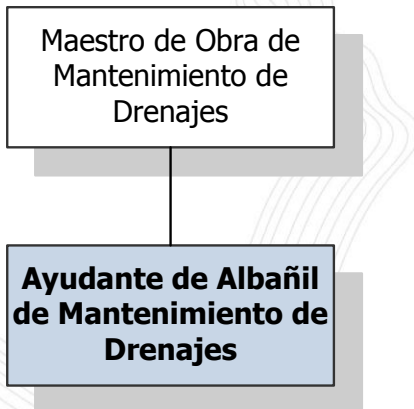 Maestro de Obra de
Mantenimiento de
Drenajes
Ayudante de Albañil
de Mantenimiento de
Drenajes